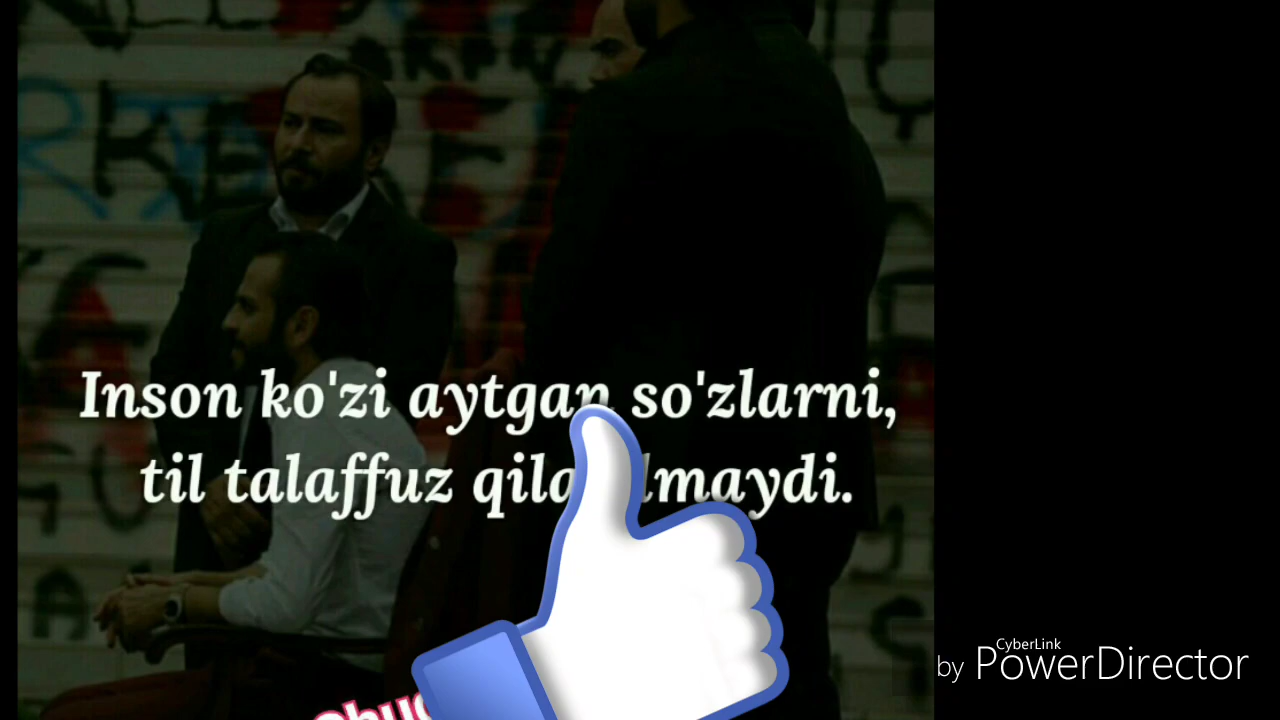 Inson ko'zi aytgan so'zlarni,
til talaffuz
CyberLink
by PowerDirector